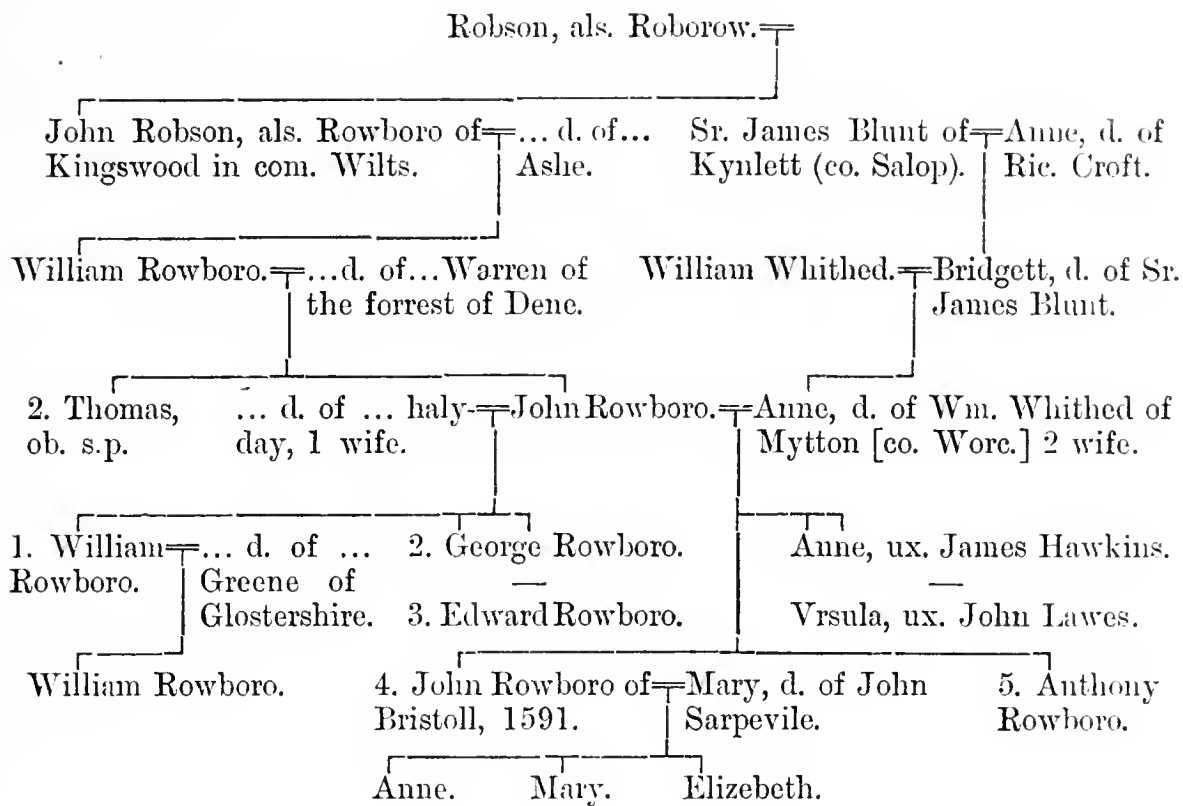 Robson, als. Roborow.
John Robson, als. Rowboro of ... d. of ... Sr. James Blunt of Anne, d. of
Kingswood in com. Wilts. Ashe. Kynlett (co. Salop). Ric. Croft.
William Rowboro. ...d. of...Warren of William Whithed. Bridgett, d. of Sr.
the forrest of Dene. James Blunt.
2. Thomas, ... d. of ... haly- John Rowboro. Anne, d. of Wm. Whithed of
ob. s.p. day, 1 wife. Mytton [co. Worc.] 2 wife.
1. William ... d. of ... 2. George Rowboro. Anne, ux. James Hawkins.
Rowboro. Greene of — —
Glostershire. 3. Edward Rowboro. Vrsula, ux. John Lawes.
William Rowboro. 4. John Rowboro of Mary, d. of John 5. Anthony
Bristoll, 1591. Sarpevile. Rowboro.
Anne. Mary. Elizebeth.